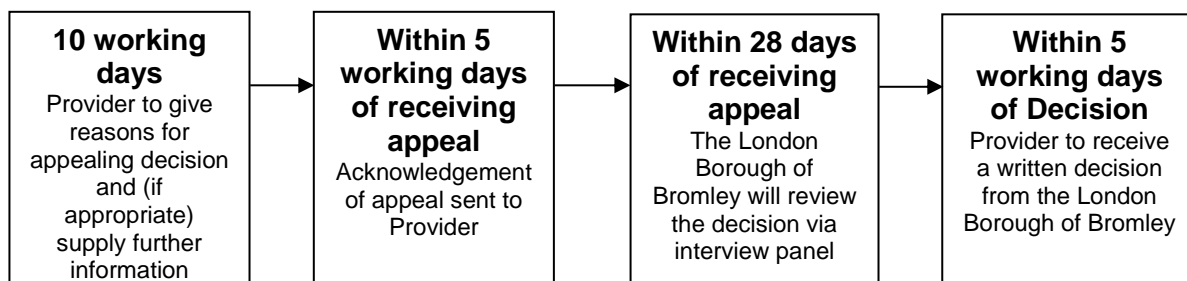 10 working
days
Provider to give
reasons for
appealing decision
and (if
appropriate)
supply further
information
Within 5
working days
of receiving
appeal
Acknowledgement
of appeal sent to
Provider
Within 28 days
of receiving
appeal
The London
Borough of
Bromley will review
the decision via
interview panel
Within 5
working days
of Decision
Provider to receive
a written decision
from the London
Borough of Bromley